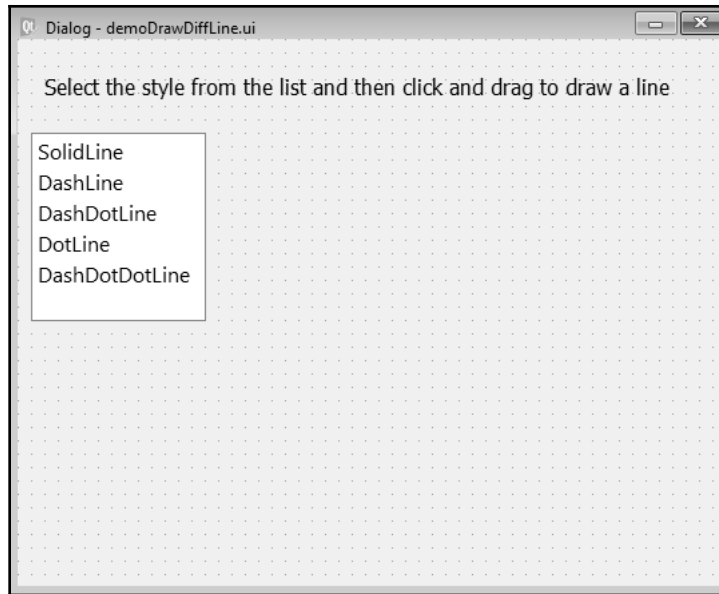 Dialog - demoDrawDiffLine.ui
Select the style from the list and then click and drag to draw a line
SolidLine
DashLine
DashDotLine
DotLine
DashDotDotLine